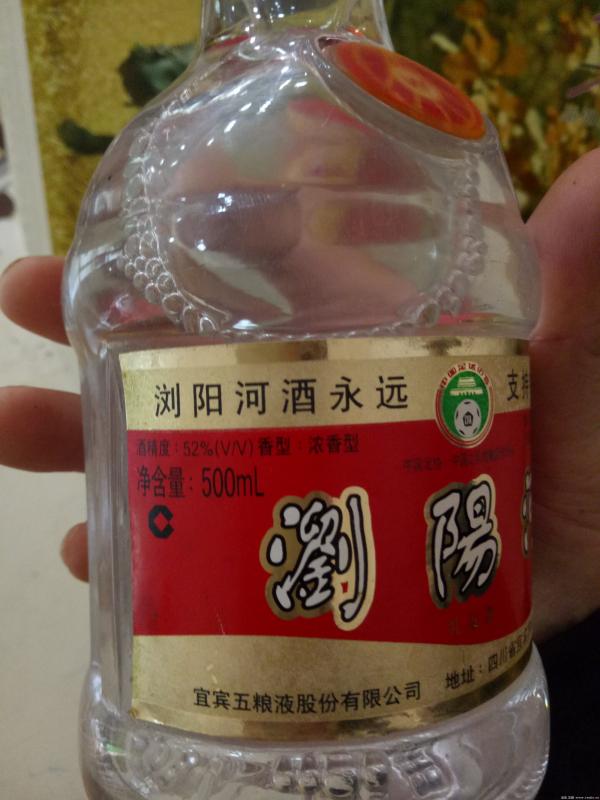 浏阳河酒永远
支持
酒精度：52%(V/V) 香型：浓香型
净含量：500mL
瀏陽
宜宾五粮液股份有限公司
地址：四川省宜